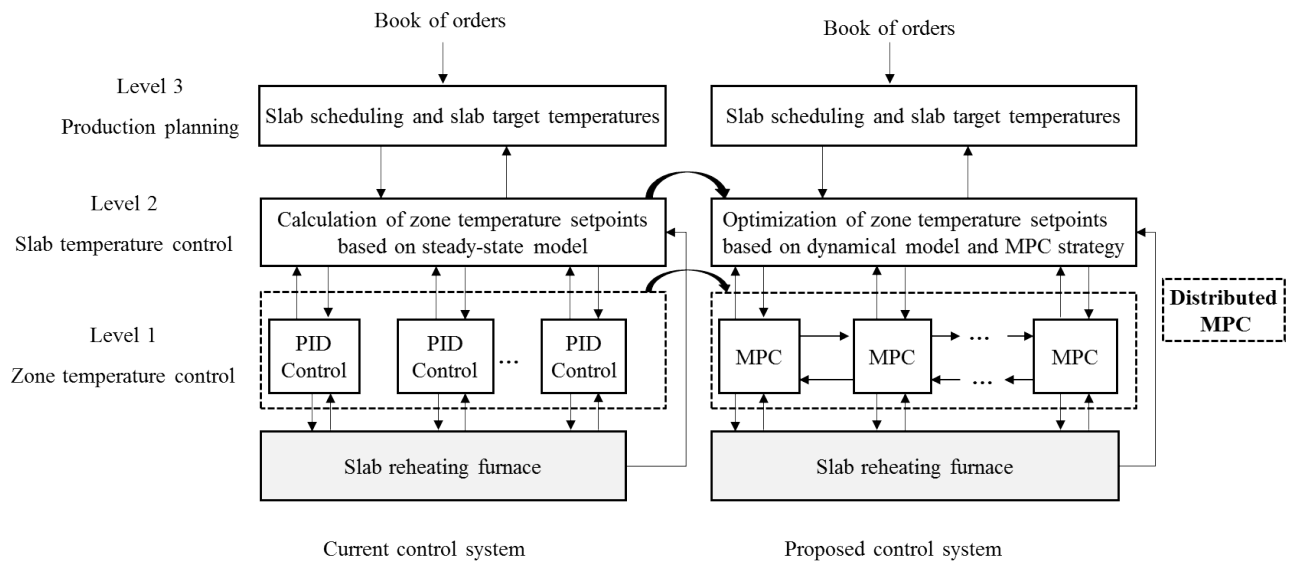 Book of orders
Book of orders
Level 3
Production planning
Slab scheduling and slab target temperatures
Slab scheduling and slab target temperatures
Level 2
Slab temperature control
Calculation of zone temperature setpoints
based on steady-state model
Optimization of zone temperature setpoints
based on dynamical model and MPC strategy
Level 1
Zone temperature control
PID
Control
PID
Control
...
PID
Control
MPC
MPC
...
...
MPC
Distributed
MPC
Slab reheating furnace
Slab reheating furnace
Current control system
Proposed control system